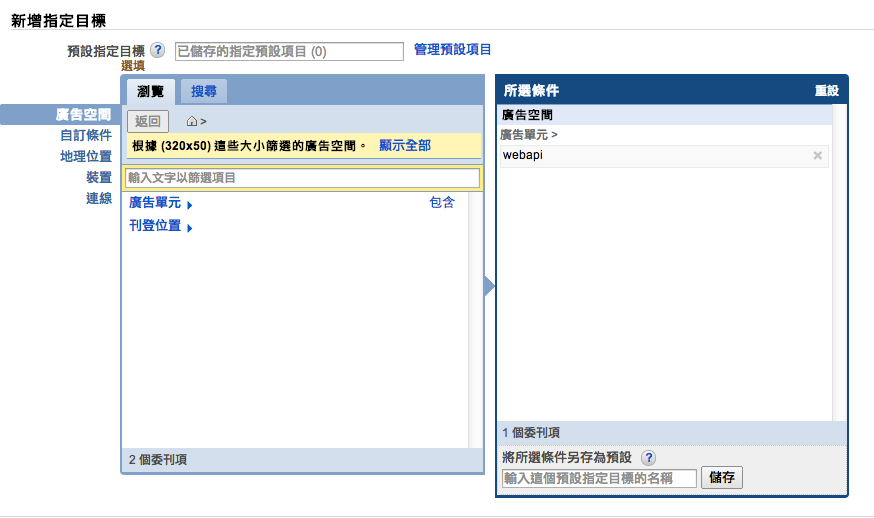 新增指定目標
預設指定目標 ? 已儲存的指定預設項目 (0) 管理預設項目
選填
廣告空間
自訂條件
地理位置
裝置
連線
瀏覽 搜尋
返回 >
根據 (320x50) 這些大小篩選的廣告空間。 顯示全部
輸入文字以篩選項目
廣告單元 包含
刊登位置
2 個委刊項
所選條件 重設
廣告空間
廣告單元 >
webapi
1 個委刊項
將所選條件另存為預設 ?
輸入這個預設指定目標的名稱 儲存